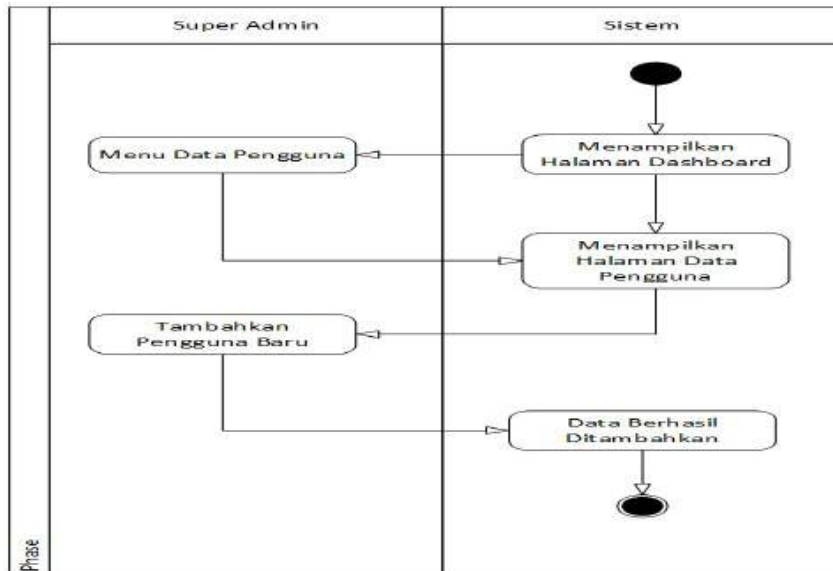 Super Admin
Sistem
Menampilkan
Halaman Dashboard
Menu Data Pengguna
Menampilkan
Halaman Data
Pengguna
Tambahkan
Pengguna Baru
Data Berhasil
Ditambahkan
Phase